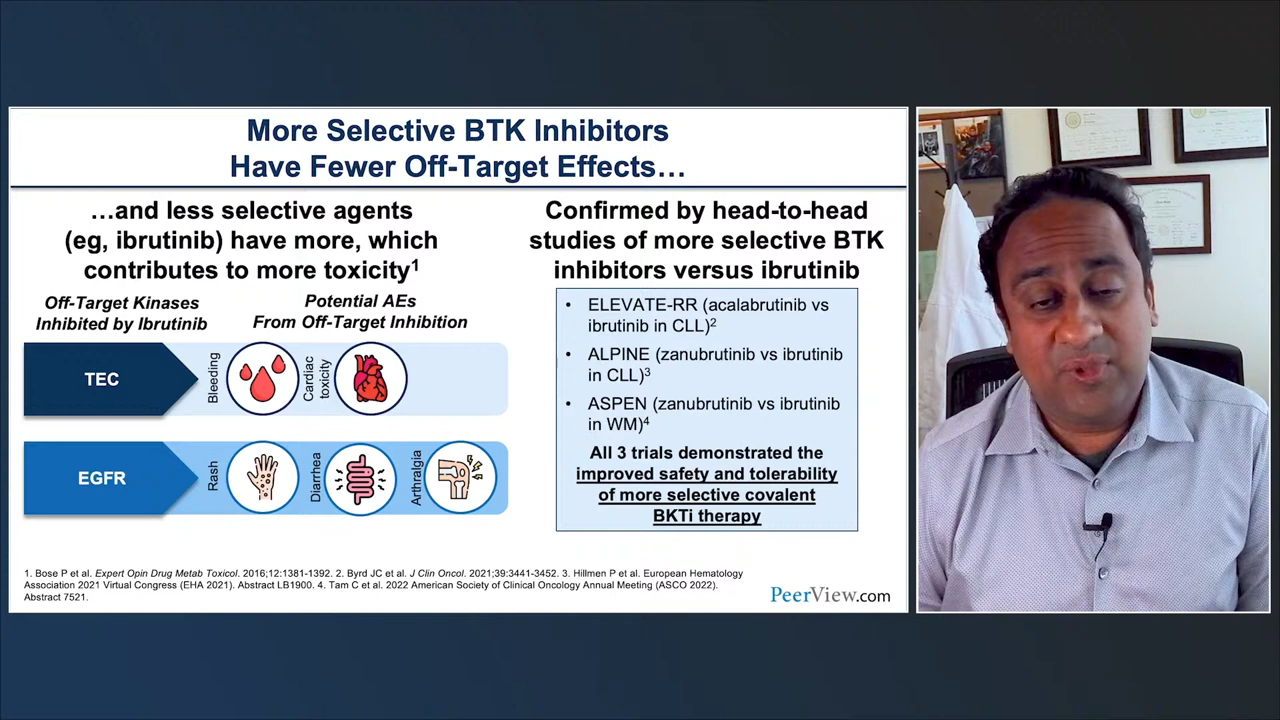 More Selective BTK Inhibitors
Have Fewer Off-Target Effects…
…and less selective agents
(eg, ibrutinib) have more, which
contributes to more toxicity1
Off-Target Kinases
Inhibited by Ibrutinib
Potential AEs
From Off-Target Inhibition
TEC
Bleeding
Cardiac
toxicity
EGFR
Rash
Diarrhea
Arthralgia
Confirmed by head-to-head
studies of more selective BTK
inhibitors versus ibrutinib
• ELEVATE-RR (acalabrutinib vs
ibrutinib in CLL)2
• ALPINE (zanubrutinib vs ibrutinib
in CLL)3
• ASPEN (zanubrutinib vs ibrutinib
in WM)4
All 3 trials demonstrated the
improved safety and tolerability
of more selective covalent
BKTi therapy
1. Bose P et al. Expert Opin Drug Metab Toxicol. 2016;12:1381-1392. 2. Byrd JC et al. J Clin Oncol. 2021;39:3441-3452. 3. Hillmen P et al. European Hematology
Association 2021 Virtual Congress (EHA 2021). Abstract LB1900. 4. Tam C et al. 2022 American Society of Clinical Oncology Annual Meeting (ASCO 2022).
Abstract 7521.
PeerView.com